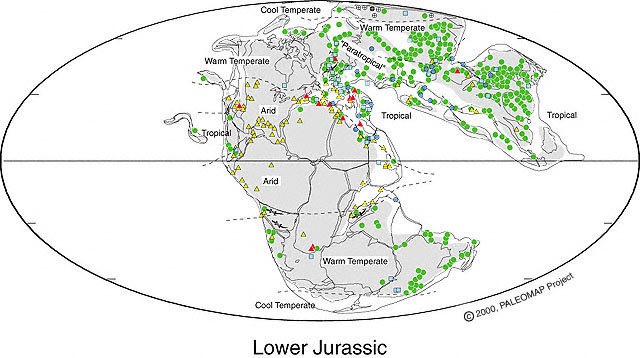 Cool Temperate
Warm Temperate
"Paratropical"
Warm Temperate
Arid
Tropical
Tropical
Tropical
Arid
Warm Temperate
Cool Temperate
© 2000, PALEOMAP Project
Lower Jurassic